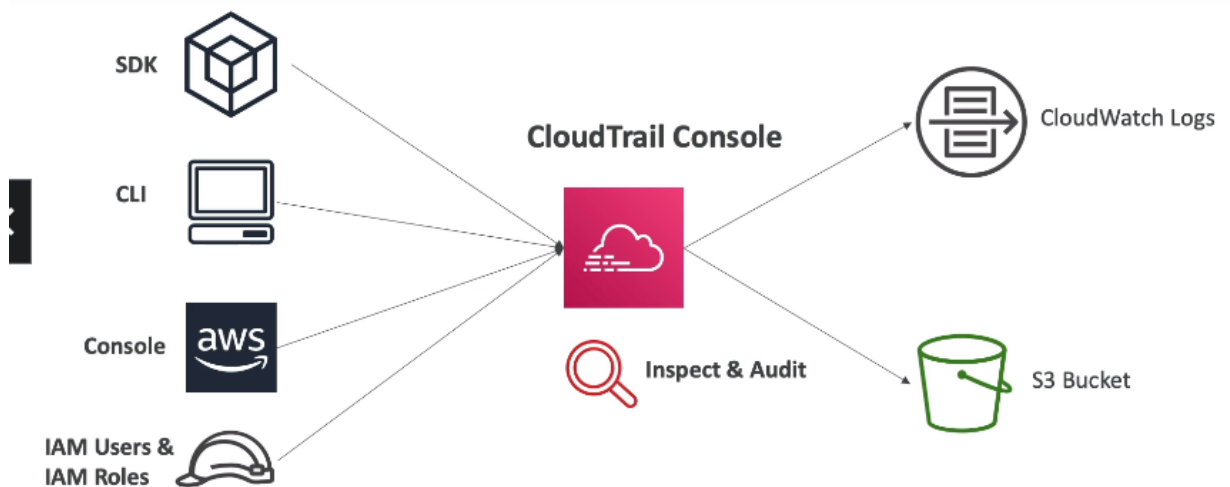 SDK
CLI
Console
aws
IAM Users &
IAM Roles
CloudTrail Console
Inspect & Audit
CloudWatch Logs
S3 Bucket